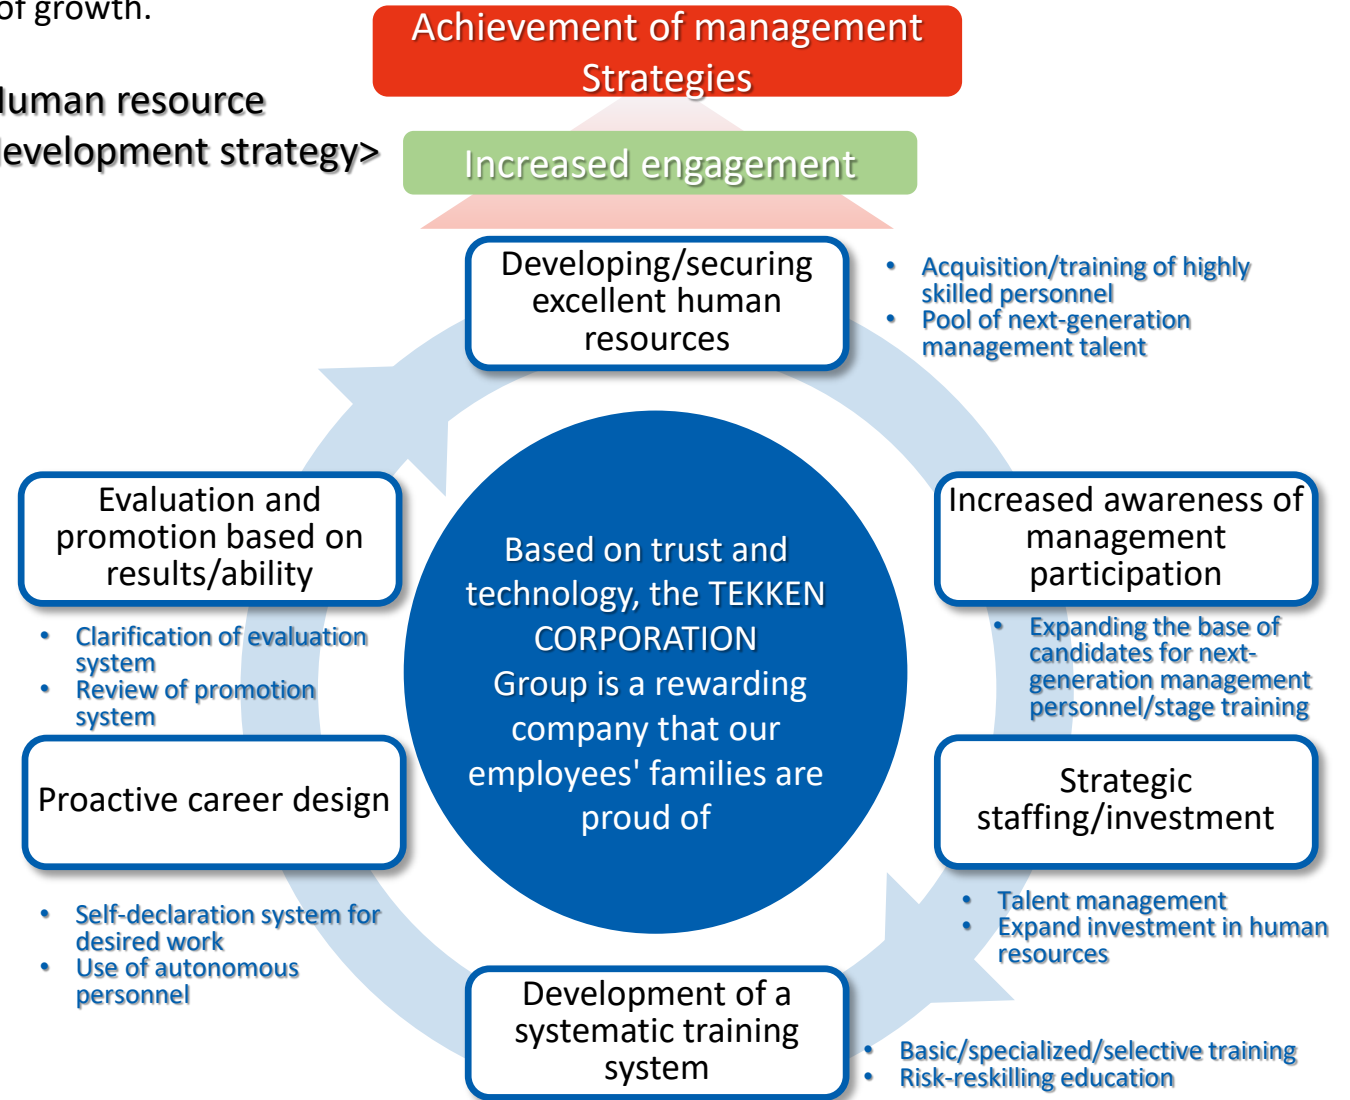 of growth.
Achievement of management
Strategies
uman resource
evelopment strategy>
Increased engagement
Developing/securing
excellent human
resources
• Acquisition/training of highly
skilled personnel
• Pool of next-generation
management talent
Evaluation and
promotion based on
results/ability
• Clarification of evaluation
system
• Review of promotion
system
Based on trust and
technology, the TEKKEN
CORPORATION
Group is a rewarding
company that our
employees' families are
proud of
Increased awareness of
management
participation
• Expanding the base of
candidates for next-
generation management
personnel/stage training
Proactive career design
• Self-declaration system for
desired work
• Use of autonomous
personnel
Strategic
staffing/investment
• Talent management
• Expand investment in human
resources
Development of a
systematic training
system
• Basic/specialized/selective training
• Risk-reskilling education